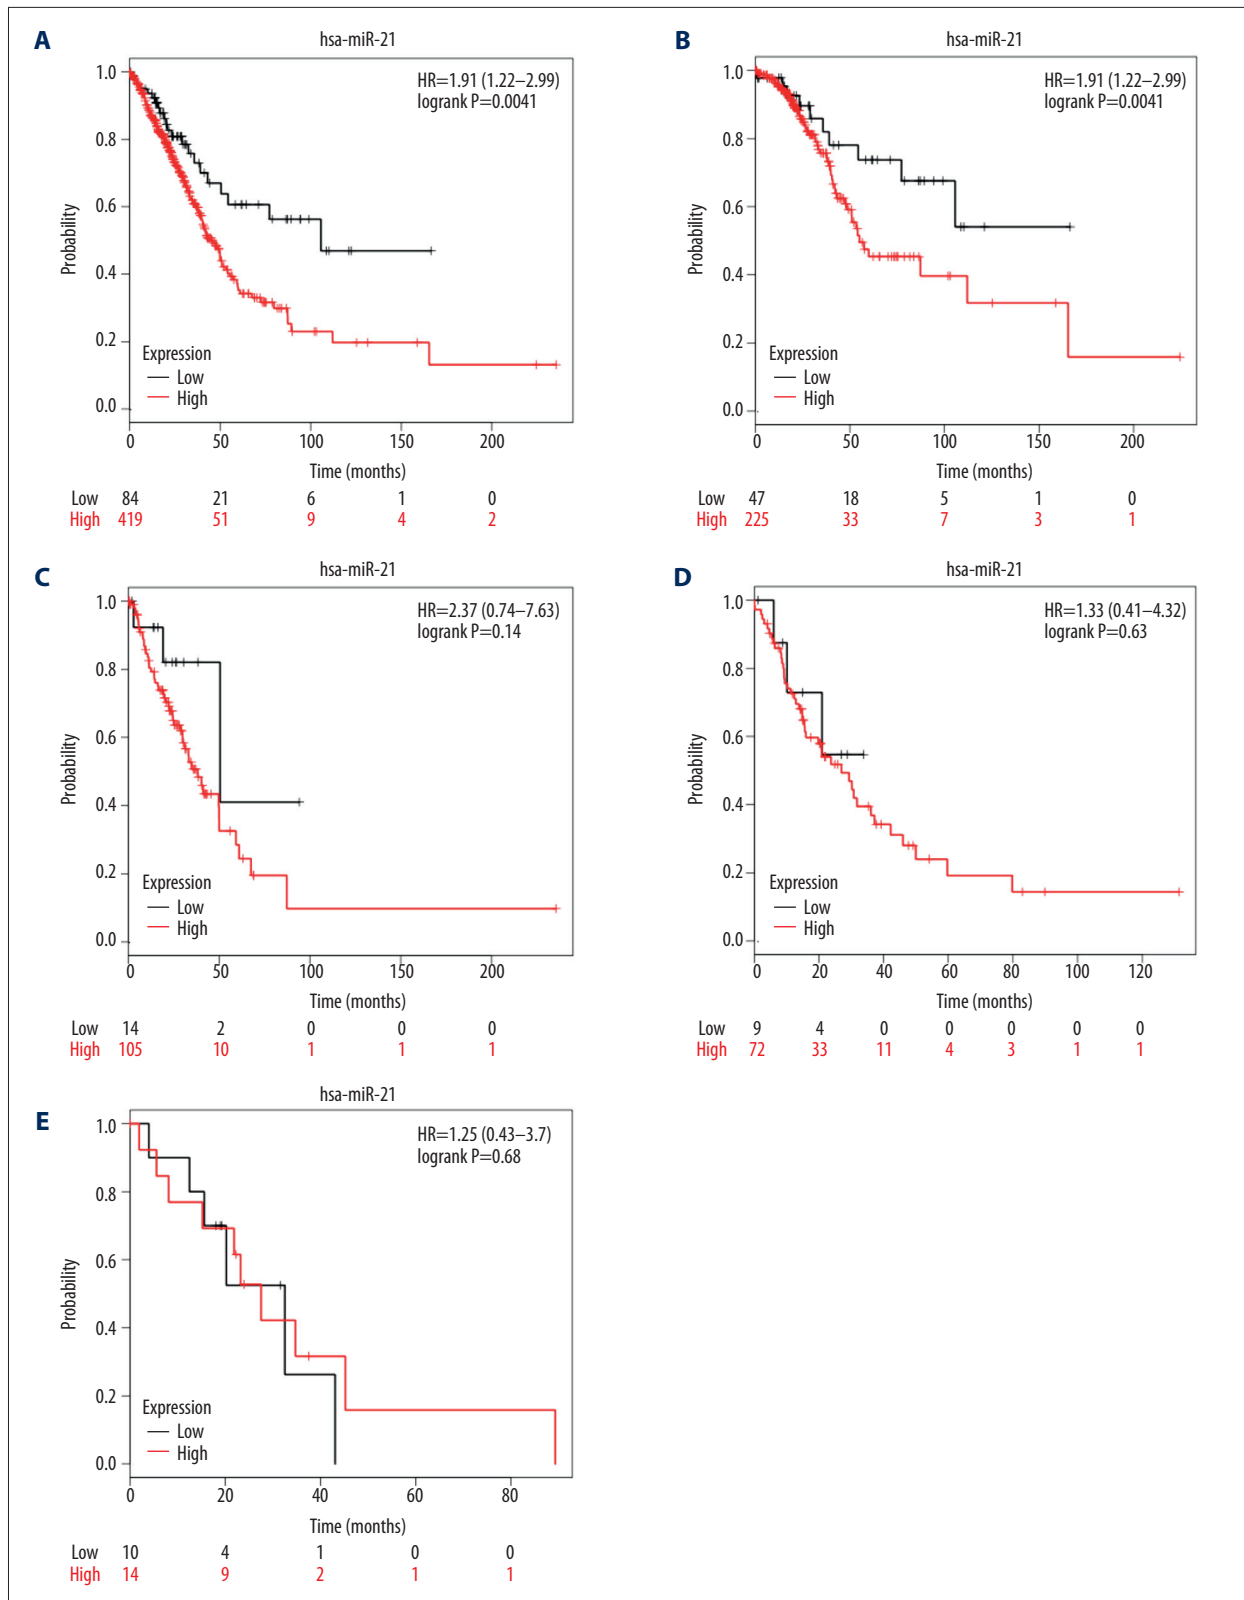 A
hsa-miR-21
HR=1.91 (1.22–2.99)
logrank P=0.0041
Probability
1.0
0.8
0.6
0.4
0.2
0.0
Expression
Low
High
0 50 100 150 200
Time (months)
Low 84 21 6 1 0
High 419 51 9 4 2
B
hsa-miR-21
HR=1.91 (1.22–2.99)
logrank P=0.0041
Probability
1.0
0.8
0.6
0.4
0.2
0.0
Expression
Low
High
0 50 100 150 200
Time (months)
Low 47 18 5 1 0
High 225 33 7 3 1
C
hsa-miR-21
HR=2.37 (0.74–7.63)
logrank P=0.14
Probability
1.0
0.8
0.6
0.4
0.2
0.0
Expression
Low
High
0 50 100 150 200
Time (months)
Low 14 2 0 0 0
High 105 10 1 1 1
D
hsa-miR-21
HR=1.33 (0.41–4.32)
logrank P=0.63
Probability
1.0
0.8
0.6
0.4
0.2
0.0
Expression
Low
High
0 20 40 60 80 100 120
Time (months)
Low 9 4 0 0 0 0 0
High 72 33 11 4 3 1 1
E
hsa-miR-21
HR=1.25 (0.43–3.7)
logrank P=0.68
Probability
1.0
0.8
0.6
0.4
0.2
0.0
Expression
Low
High
0 20 40 60 80
Time (months)
Low 10 4 1 0 0
High 14 9 2 1 1